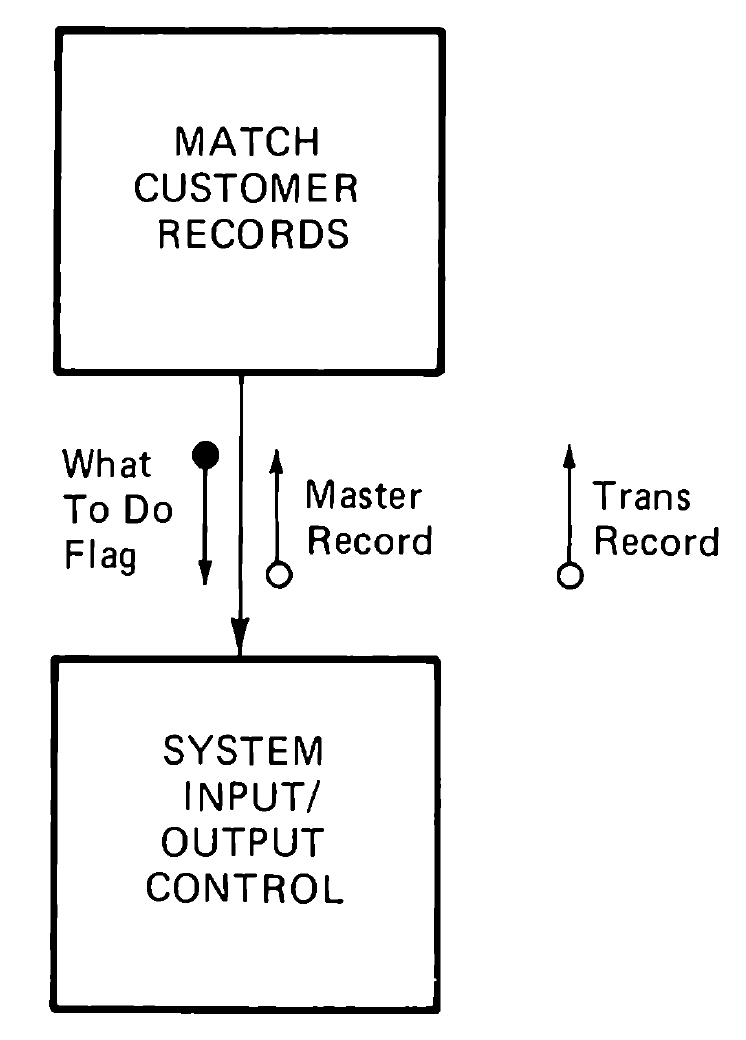 MATCH
CUSTOMER
RECORDS
What
To Do
Flag
Master
Record
Trans
Record
SYSTEM
INPUT/
OUTPUT
CONTROL